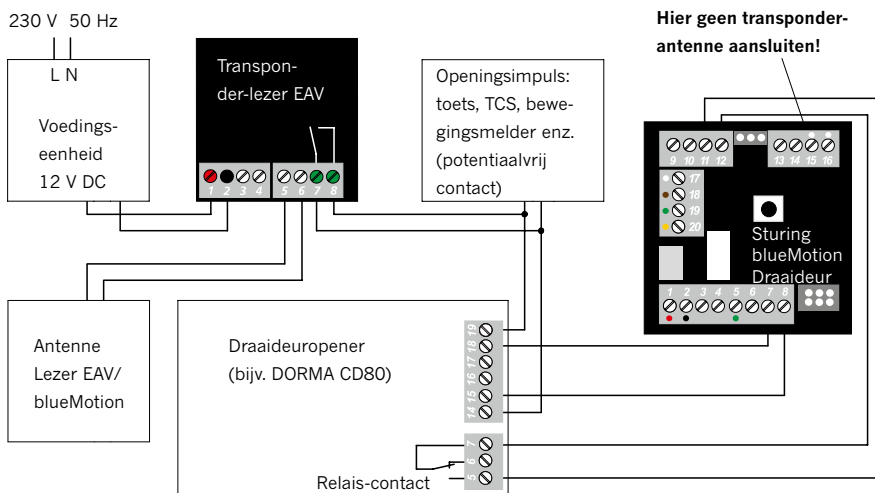 230 V 50 Hz
L N
Voedings-
eenheid
12 V DC
Transpon-
der-lezer EAV
1 2 3 4 5 6 7 8
Openingsimpuls:
toets, TCS, bewe-
gingsmelder enz.
(potentiaalvrij
contact)
Hier geen transponder-
antenne aansluiten!
9 10 11 12 13 14 15 16
17
18
19
20
Sturing
blueMotion
Draaideur
1 2 3 4 5 6 7 8
Antenne
Lezer EAV/
blueMotion
Draaideuropener
(bijv. DORMA CD80)
19
18
17
16
15
14
7
6
5
Relais-contact